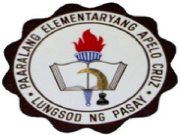 PAARALANG ELEMENTARYANG APELO CRUZ
• LUNGSOD NG PASAY •